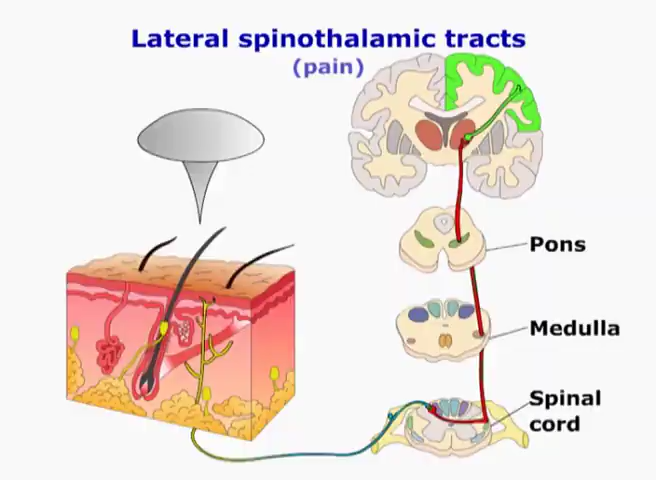 Lateral spinothalamic tracts
(pain)
Pons
Medulla
Spinal
cord